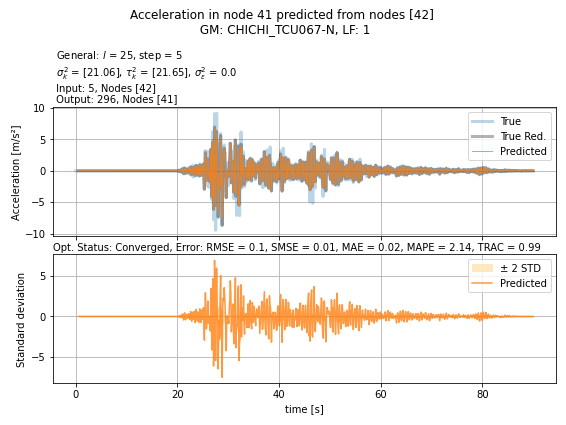 Acceleration in node 41 predicted from nodes [42]
GM: CHICHI_TCU067-N, LF: 1
General: l = 25, step = 5
σ²ₖ = [21.06], τ²ₖ = [21.65], σ²ₜ = 0.0
Input: 5, Nodes [42]
Output: 296, Nodes [41]
Acceleration [m/s²]
10
5
0
−5
−10
True
True Red.
Predicted
Opt. Status: Converged, Error: RMSE = 0.1, SMSE = 0.01, MAE = 0.02, MAPE = 2.14, TRAC = 0.99
Standard deviation
5
0
−5
± 2 STD
Predicted
0 20 40 60 80
time [s]